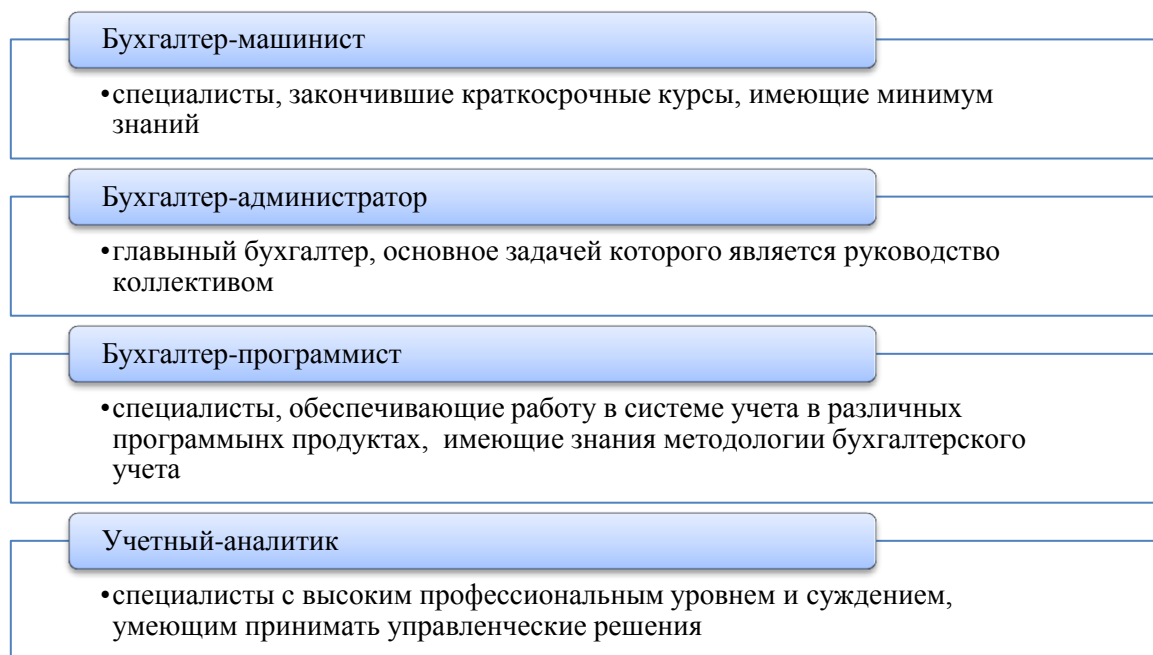 Бухгалтер-машинист
•специалисты, закончившие краткосрочные курсы, имеющие минимум
знаний
Бухгалтер-администратор
•главыный бухгалтер, основное задачей которого является руководство
коллективом
Бухгалтер-программист
•специалисты, обеспечивающие работу в системе учета в различных
программынх продуктах, имеющие знания методологии бухгалтерского
учета
Учетный-аналитик
•специалисты с высоким профессиональным уровнем и суждением,
умеющим принимать управленческие решения